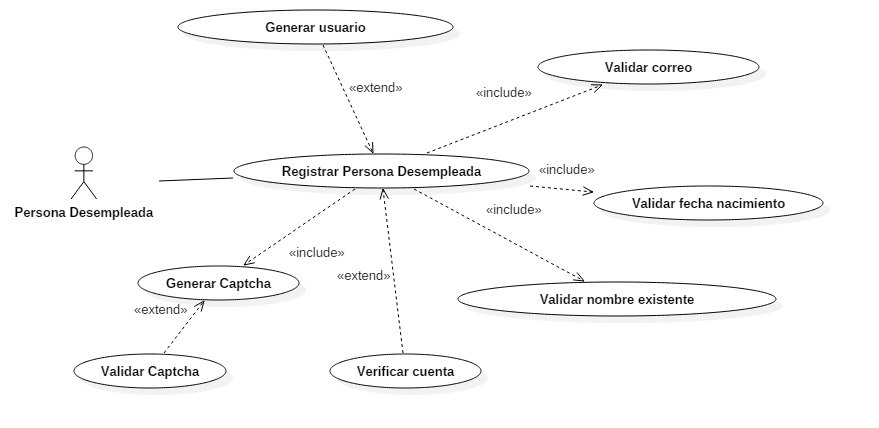 Generar usuario
Validar correo
«extend»
«include»
Registrar Persona Desempleada
«include»
Persona Desempleada
Validar fecha nacimiento
«include»
«include»
«extend»
Generar Captcha
Validar nombre existente
«extend»
Validar Captcha
Verificar cuenta